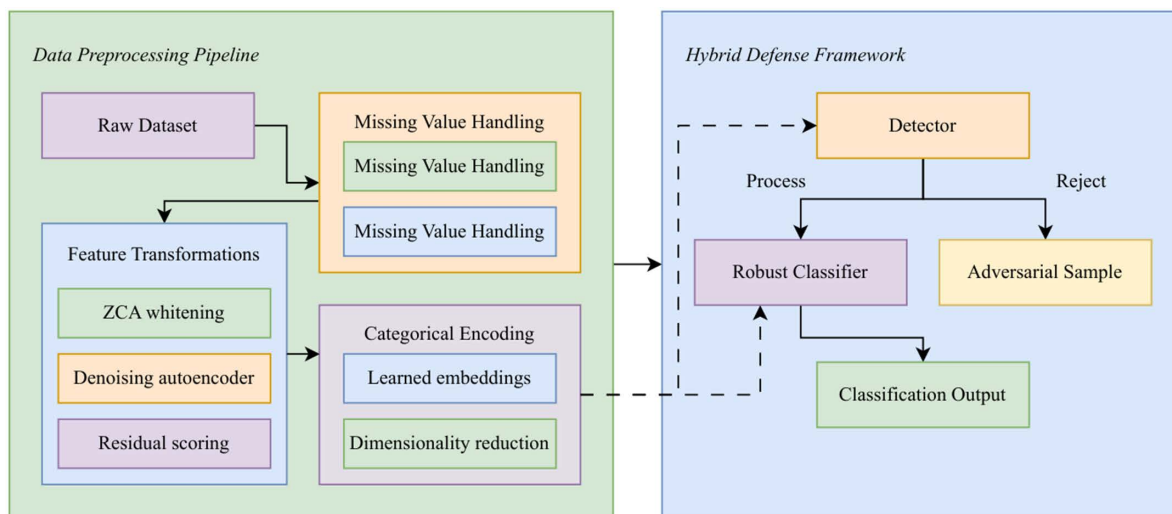 Data Preprocessing Pipeline
Raw Dataset
Missing Value Handling
Missing Value Handling
Missing Value Handling
Feature Transformations
ZCA whitening
Denoising autoencoder
Residual scoring
Categorical Encoding
Learned embeddings
Dimensionality reduction
Hybrid Defense Framework
Detector
Process
Reject
Robust Classifier
Adversarial Sample
Classification Output